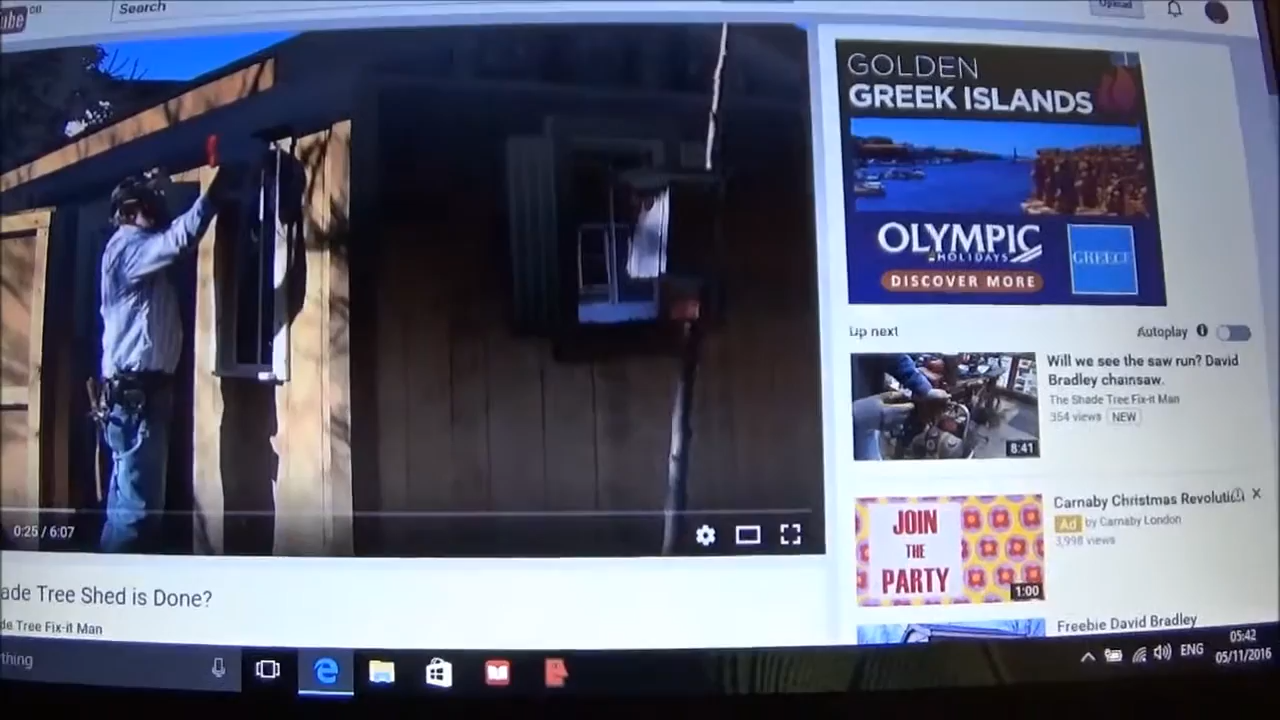 Search
Upload
GOLDEN
GREEK ISLANDS
OLYMPIC
HOLIDAYS
DISCOVER MORE
GREECE
Up next
Autoplay
Will we see the saw run? David
Bradley chainsaw.
The Shade Tree Fix-it Man
354 views NEW
8:41
Carnaby Christmas
Ad by Carnaby London
3,998 views
JOIN
THE
PARTY
1:00
Freebie David Bradley
0:25 / 6:07
ade Tree Shed is Done?
de Tree Fix-it Man
thing
ENG
05:42
05/11/2016